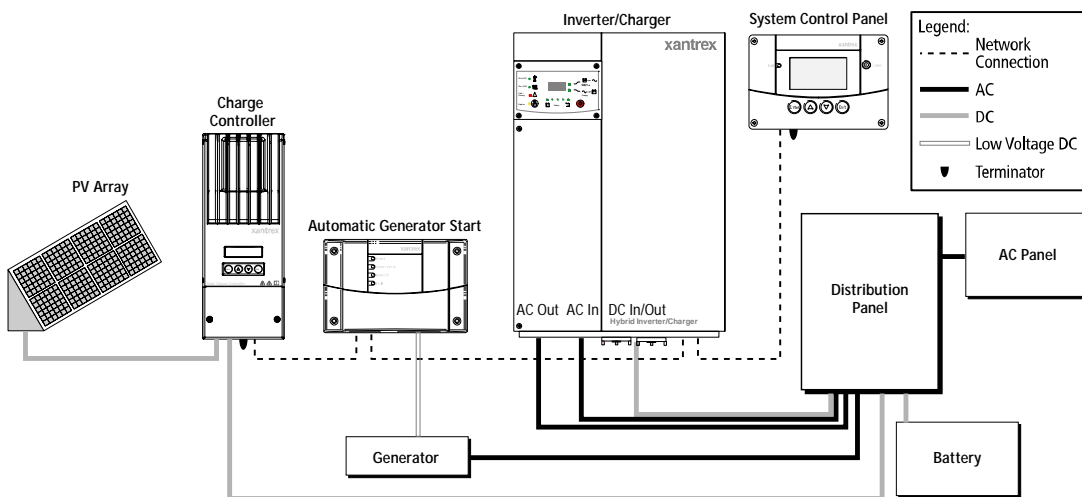 Inverter/Charger
System Control Panel
Legend:
Network
Connection
AC
DC
Low Voltage DC
Terminator
xantrex
Charge
Controller
PV Array
xantrex
Automatic Generator Start
xantrex
AC Out AC In DC In/Out
Hybrid Inverter/Charger
Distribution
Panel
AC Panel
Generator
Battery